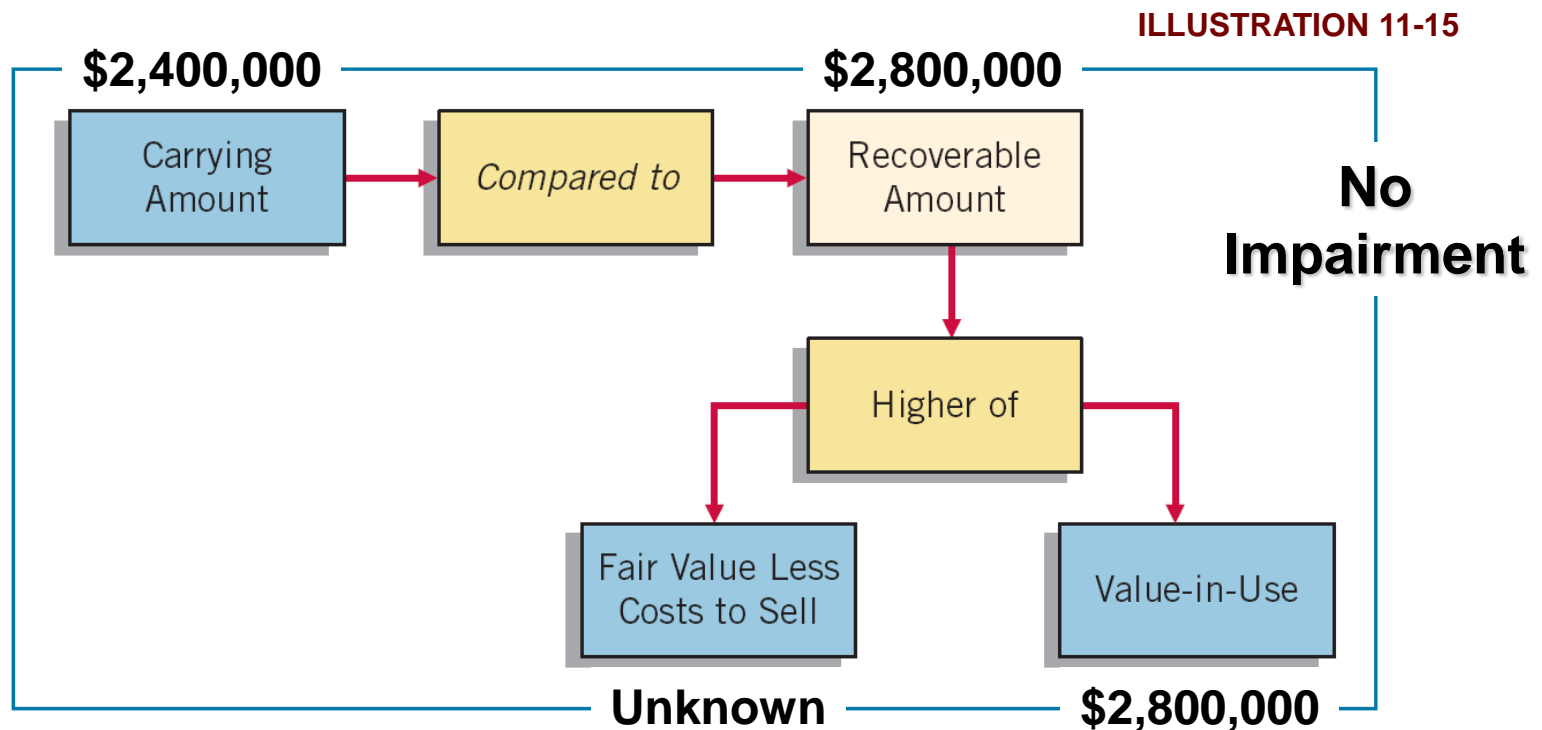 ILLUSTRATION 11-15
$2,400,000
$2,800,000
Carrying
Amount
Compared to
Recoverable
Amount
No
Impairment
Higher of
Fair Value Less
Costs to Sell
Value-in-Use
Unknown
$2,800,000